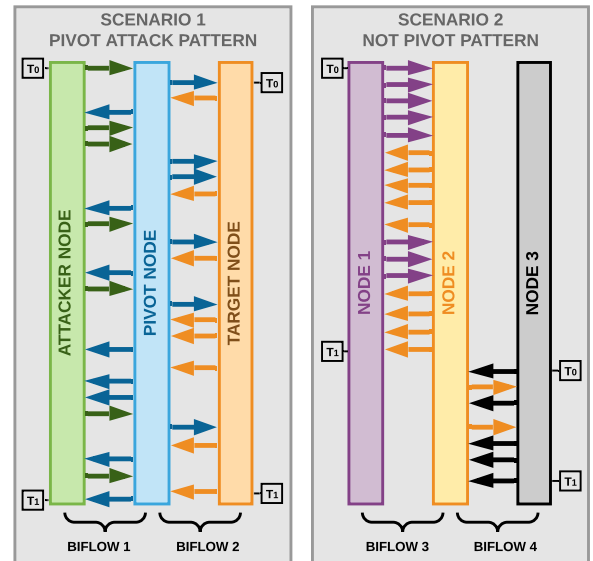 SCENARIO 1
PIVOT ATTACK PATTERN
T0
T0
ATTACKER NODE
PIVOT NODE
TARGET NODE
T1
T1
BIFLOW 1
BIFLOW 2
SCENARIO 2
NOT PIVOT PATTERN
T0
NODE 1
NODE 2
NODE 3
T1
T0
T1
BIFLOW 3
BIFLOW 4